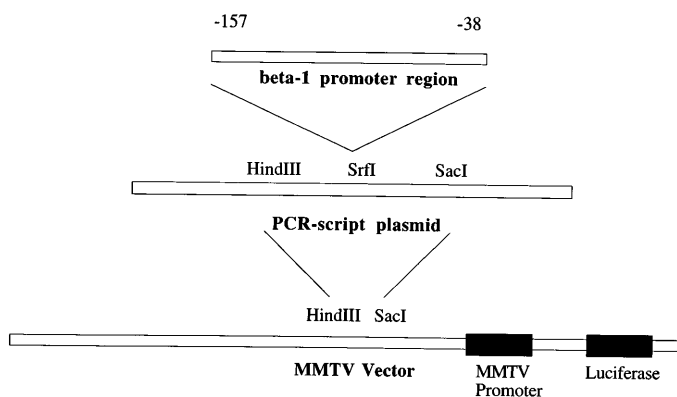 -157 -38
beta-1 promoter region
HindIII SrfI SacI
PCR-script plasmid
HindIII SacI
MMTV Vector
MMTV
Promoter
Luciferase